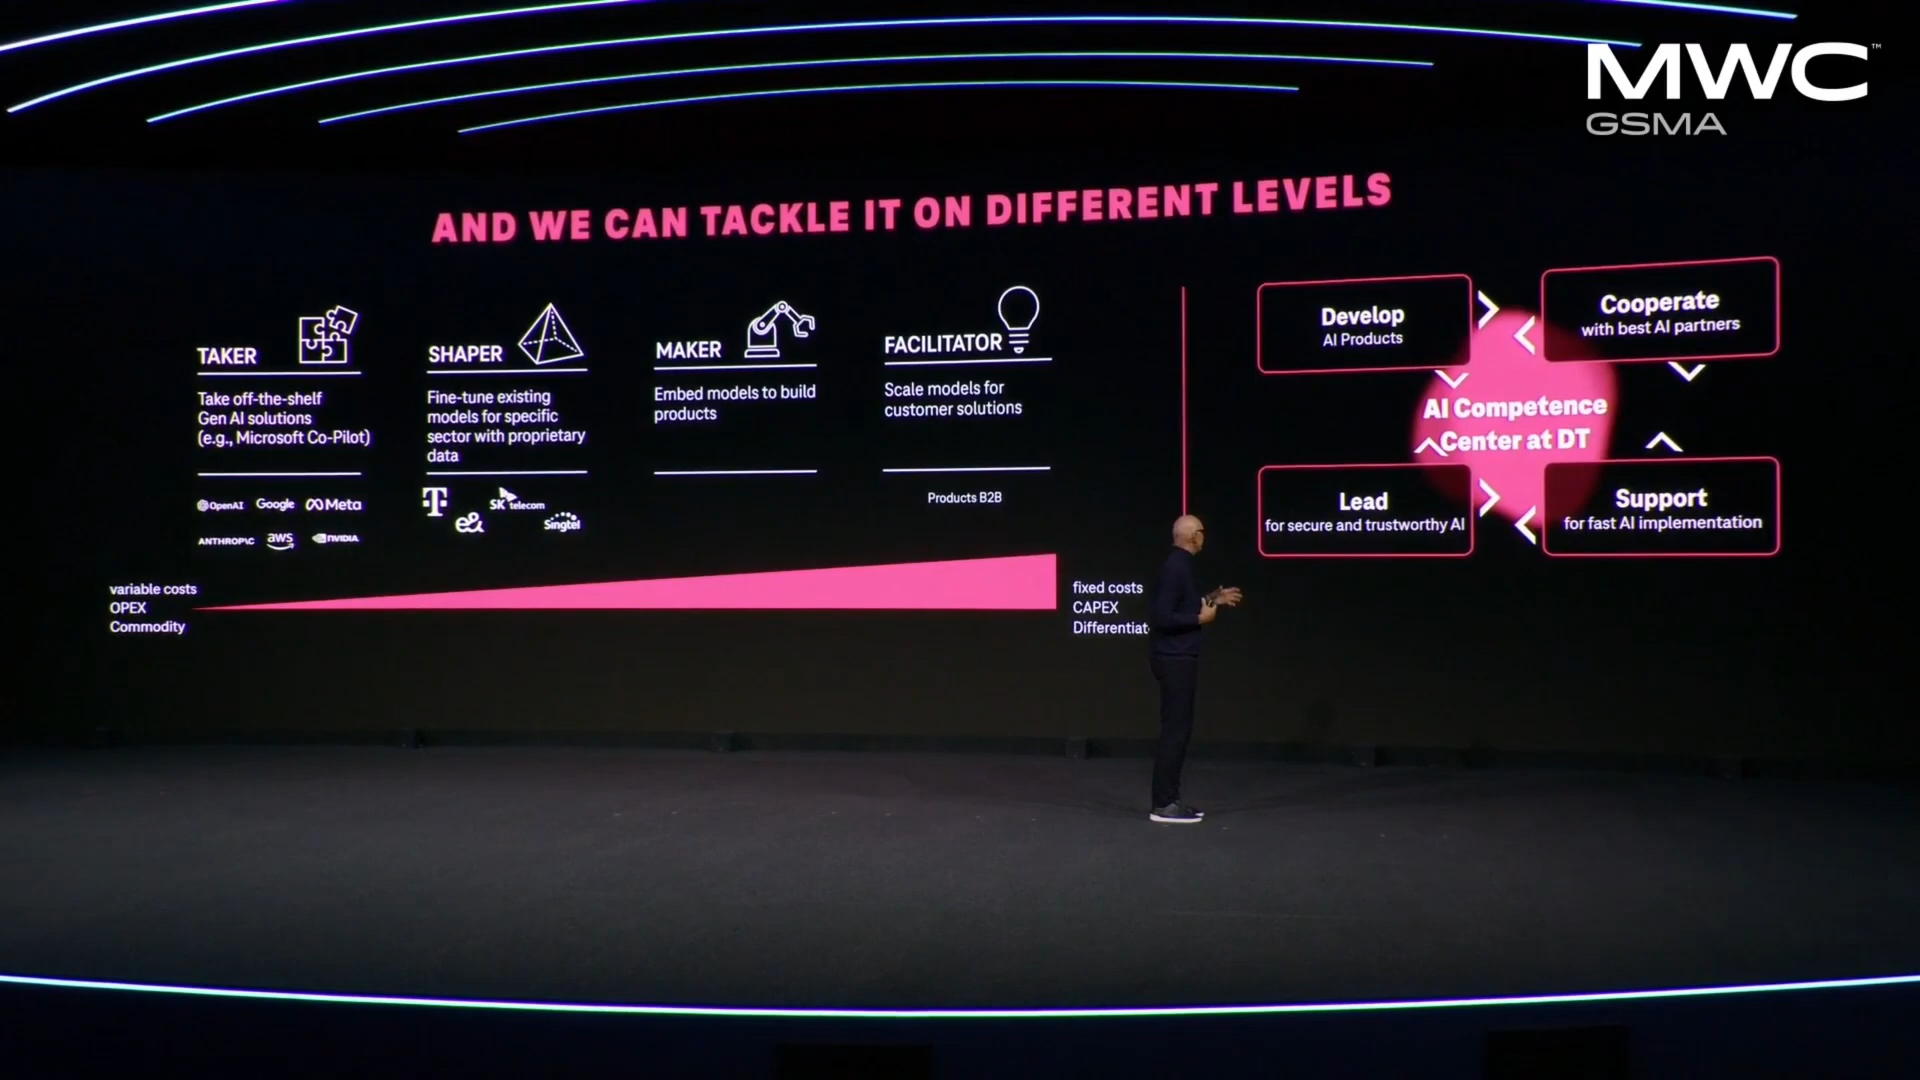 MWC™
GSMA
AND WE CAN TACKLE IT ON DIFFERENT LEVELS
TAKER
Take off-the-shelf
Gen AI solutions
(e.g., Microsoft Co-Pilot)
OpenAI Google Meta
ANTHROP\C aws NVIDIA
SHAPER
Fine-tune existing
models for specific
sector with proprietary
data
T SK telecom
e& Singtel
MAKER
Embed models to build
products
FACILITATOR
Scale models for
customer solutions
Products B2B
variable costs
OPEX
Commodity
fixed costs
CAPEX
Differentiat
Develop
AI Products
Cooperate
with best AI partners
AI Competence
Center at DT
Lead
for secure and trustworthy AI
Support
for fast AI implementation